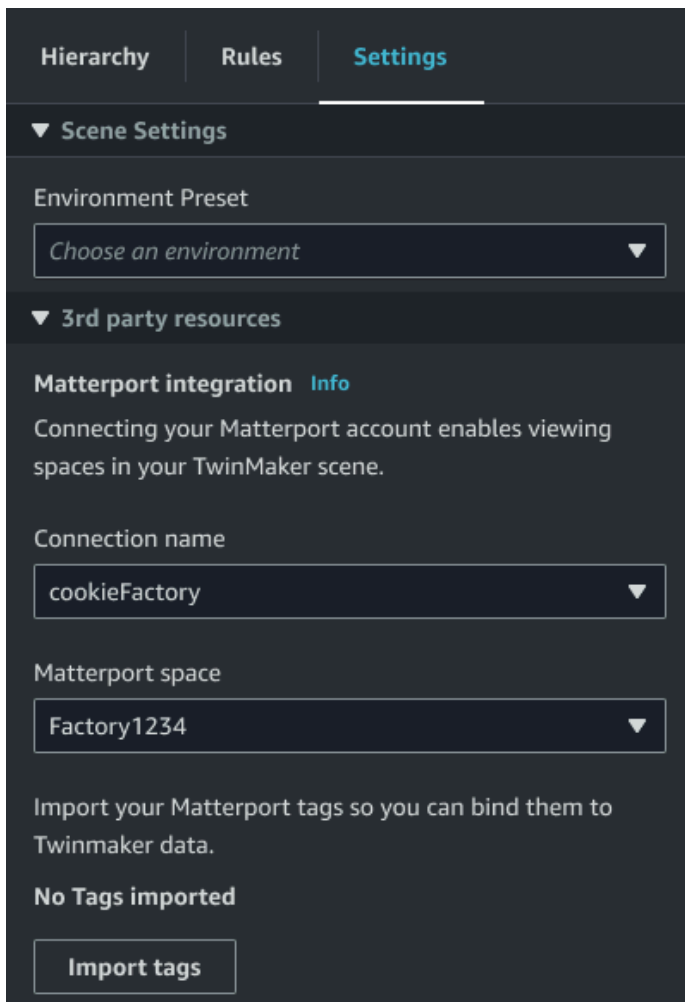 Hierarchy Rules Settings
Scene Settings
Environment Preset
Choose an environment
3rd party resources
Matterport integration Info
Connecting your Matterport account enables viewing
spaces in your TwinMaker scene.
Connection name
cookieFactory
Matterport space
Factory1234
Import your Matterport tags so you can bind them to
Twinmaker data.
No Tags imported
Import tags